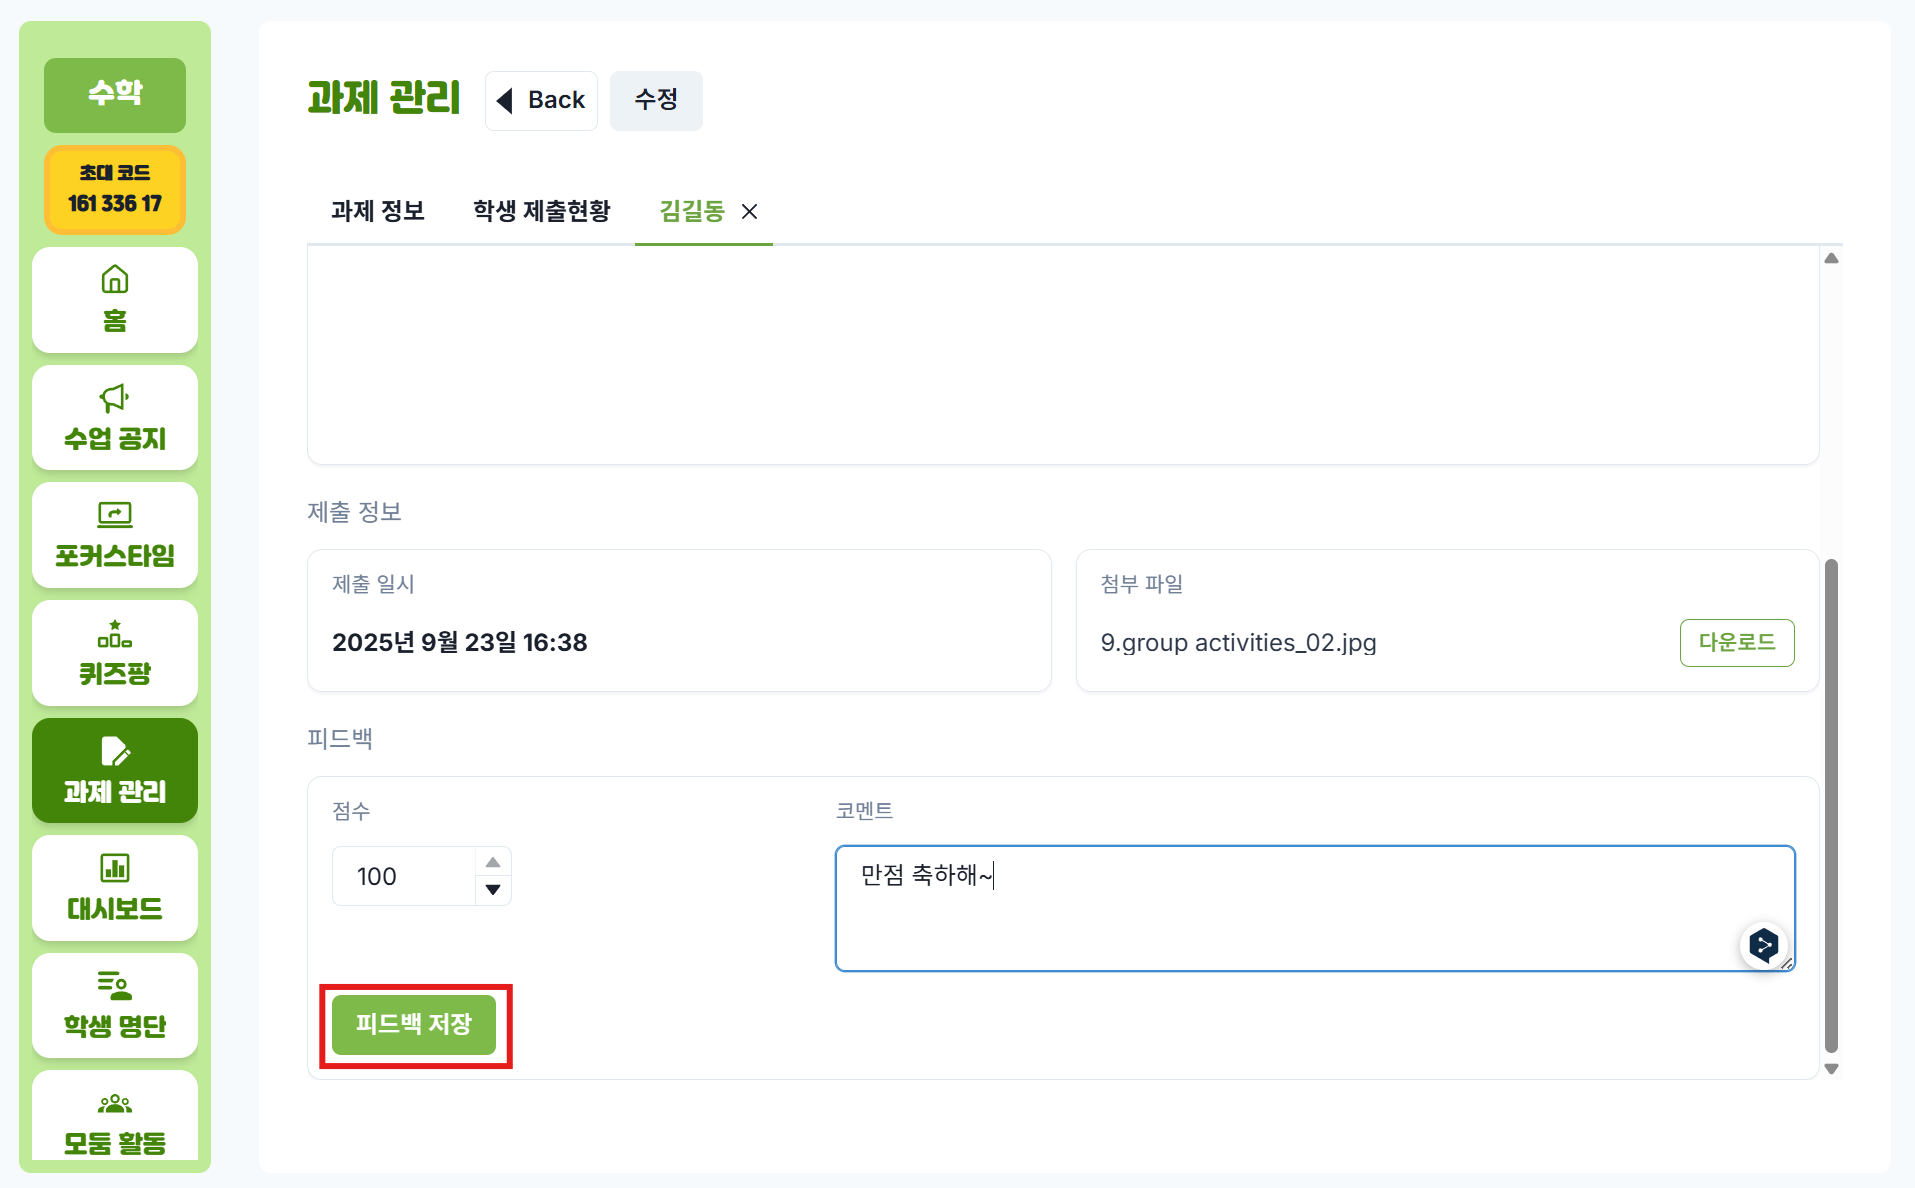 수학
초대 코드
161 336 17
홈
수업 공지
포커스타임
퀴즈팡
과제 관리
대시보드
학생 명단
모둠 활동
과제 관리
Back
수정
과제 정보
학생 제출현황
김길동
제출 정보
제출 일시
2025년 9월 23일 16:38
첨부 파일
9.group activities_02.jpg
다운로드
피드백
점수
100
코멘트
만점 축하해~
피드백 저장